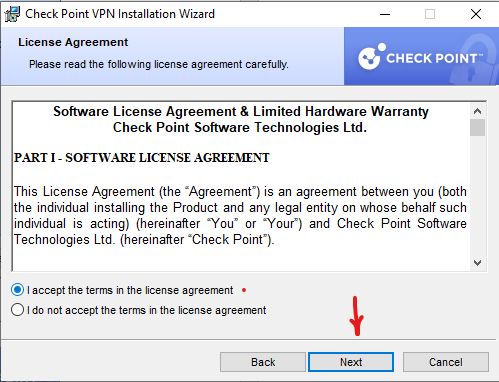 Check Point VPN Installation Wizard
License Agreement
Please read the following license agreement carefully.
CHECK POINT™
Software License Agreement & Limited Hardware Warranty
Check Point Software Technologies Ltd.
PART I - SOFTWARE LICENSE AGREEMENT
This License Agreement (the “Agreement”) is an agreement between you (both
the individual installing the Product and any legal entity on whose behalf such
individual is acting) (hereinafter “You” or “Your”) and Check Point Software
Technologies Ltd. (hereinafter “Check Point”).
I accept the terms in the license agreement
I do not accept the terms in the license agreement
Back
Next
Cancel